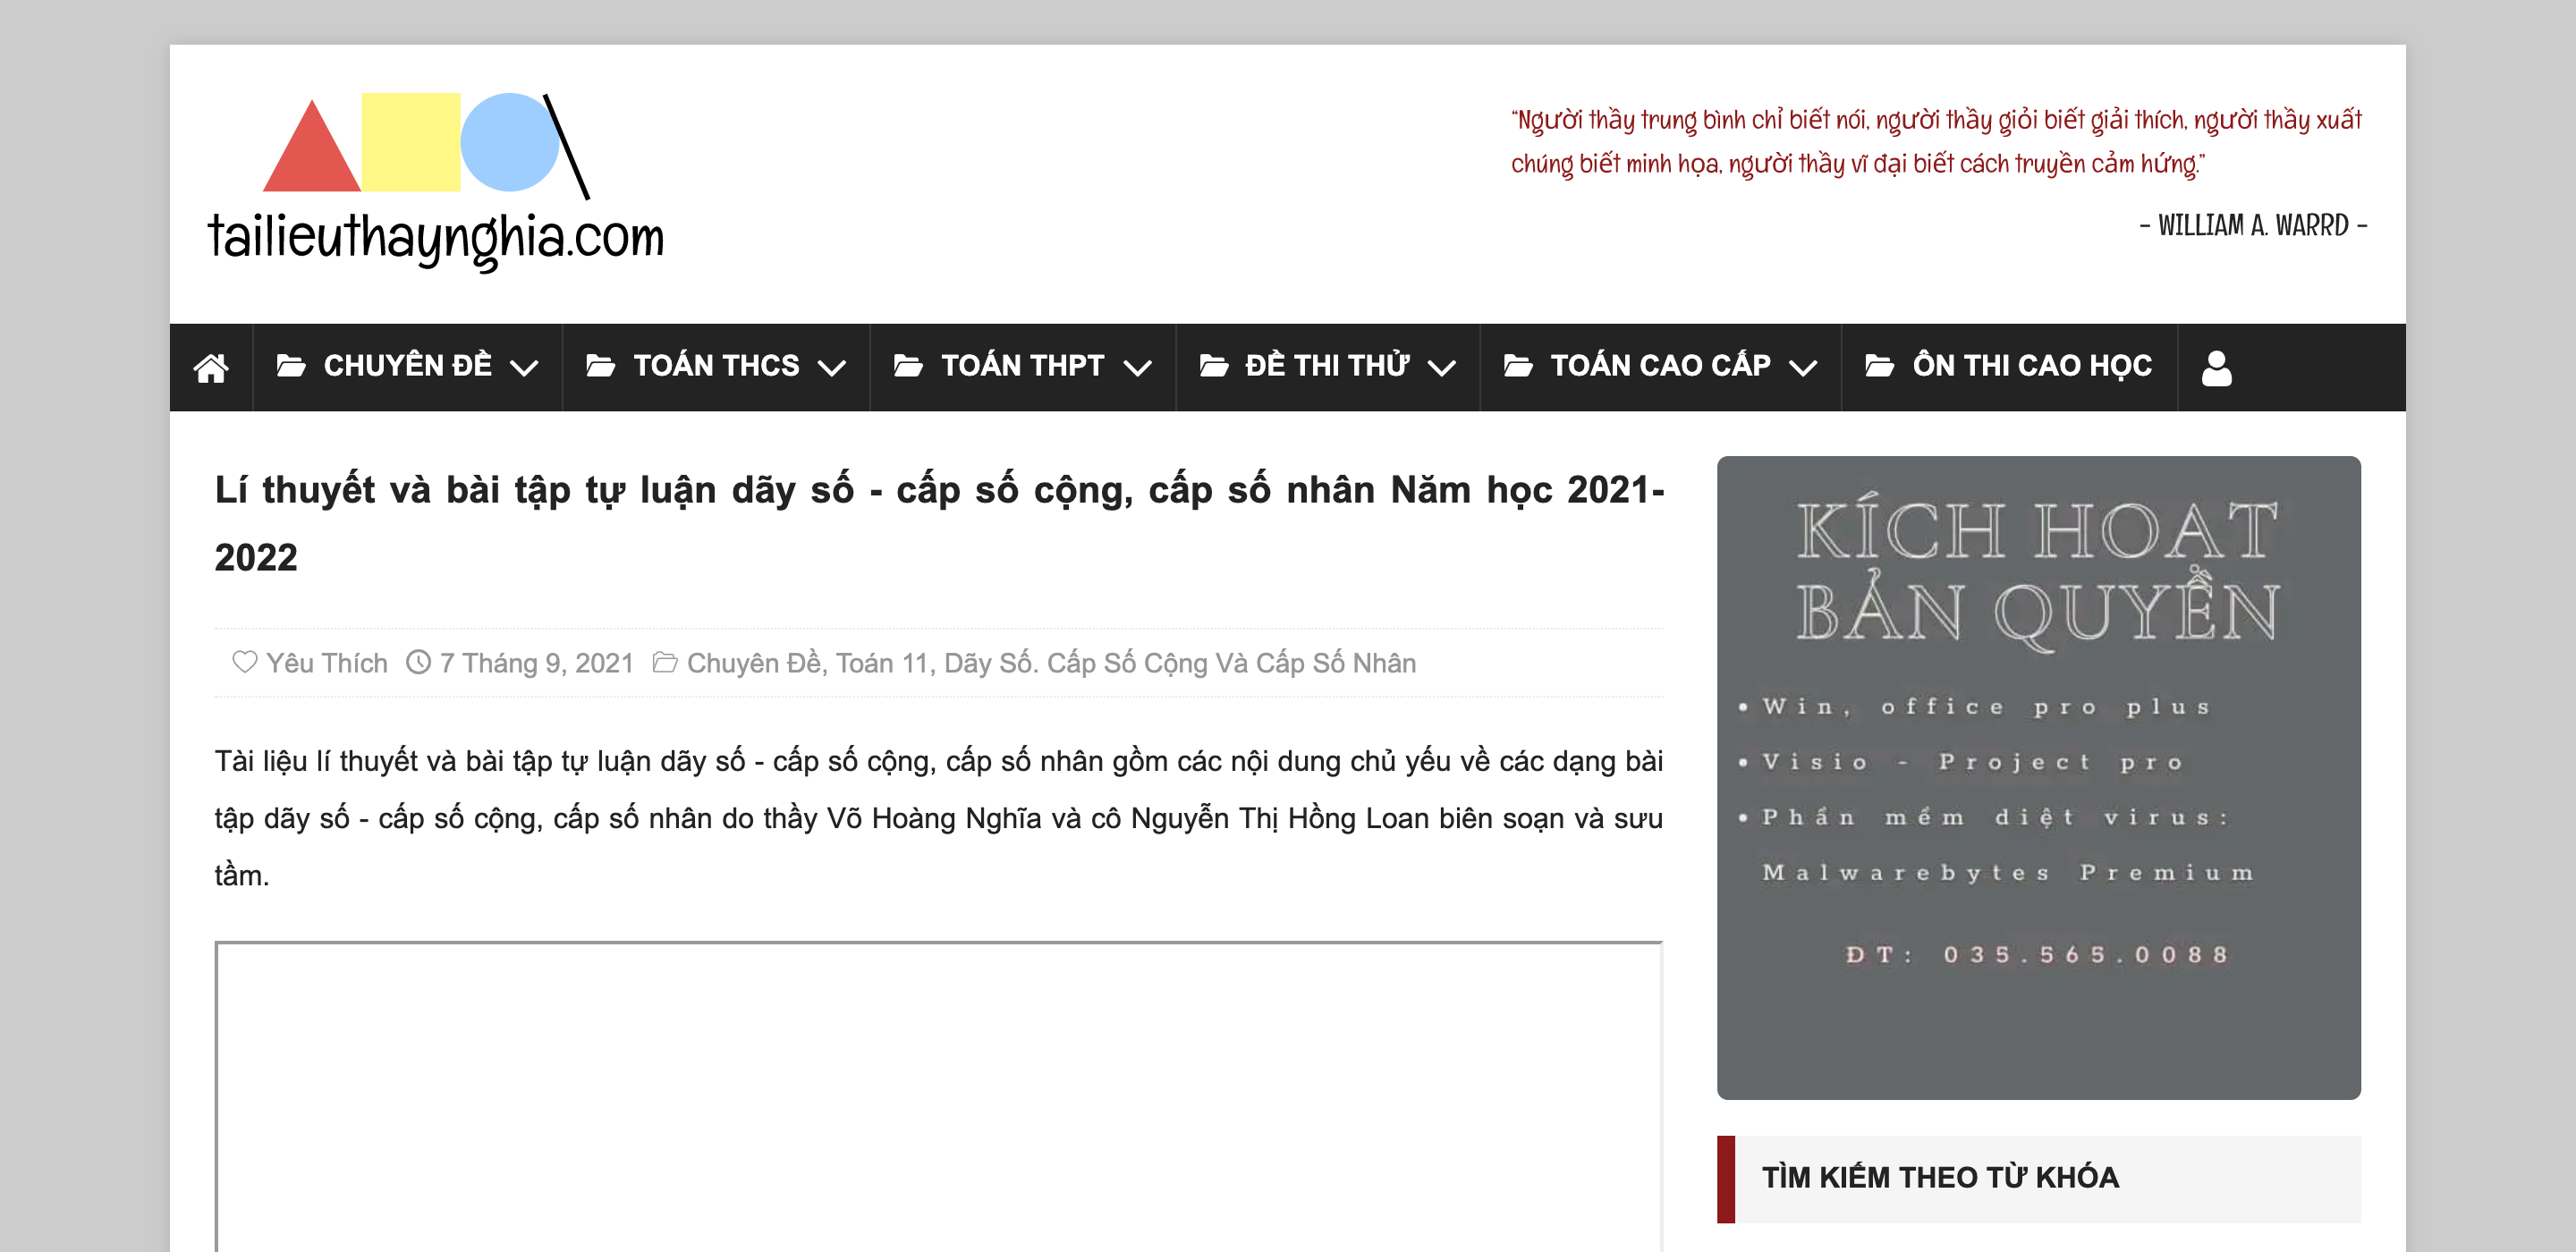 tailieuthaynghia.com
“Người thầy trung bình chỉ biết nói, người thầy giỏi biết giải thích, người thầy xuất
chúng biết minh họa, người thầy vĩ đại biết cách truyền cảm hứng.”
- WILLIAM A. WARRD -
CHUYÊN ĐỀ TOÁN THCS TOÁN THPT ĐỀ THI THỬ TOÁN CAO CẤP ÔN THI CAO HỌC
Lí thuyết và bài tập tự luận dãy số - cấp số cộng, cấp số nhân Năm học 2021-
2022
Yêu Thích 7 Tháng 9, 2021 Chuyên Đề, Toán 11, Dãy Số. Cấp Số Cộng Và Cấp Số Nhân
Tài liệu lí thuyết và bài tập tự luận dãy số - cấp số cộng, cấp số nhân gồm các nội dung chủ yếu về các dạng bài
tập dãy số - cấp số cộng, cấp số nhân do thầy Võ Hoàng Nghĩa và cô Nguyễn Thị Hồng Loan biên soạn và sưu
tầm.
KÍCH HOAT
BẢN QUYỀN
• Win, office pro plus
• Visio - Project pro
• Phần mềm diệt virus:
Malwarebytes Premium
ĐT: 035.565.0088
TÌM KIẾM THEO TỪ KHÓA